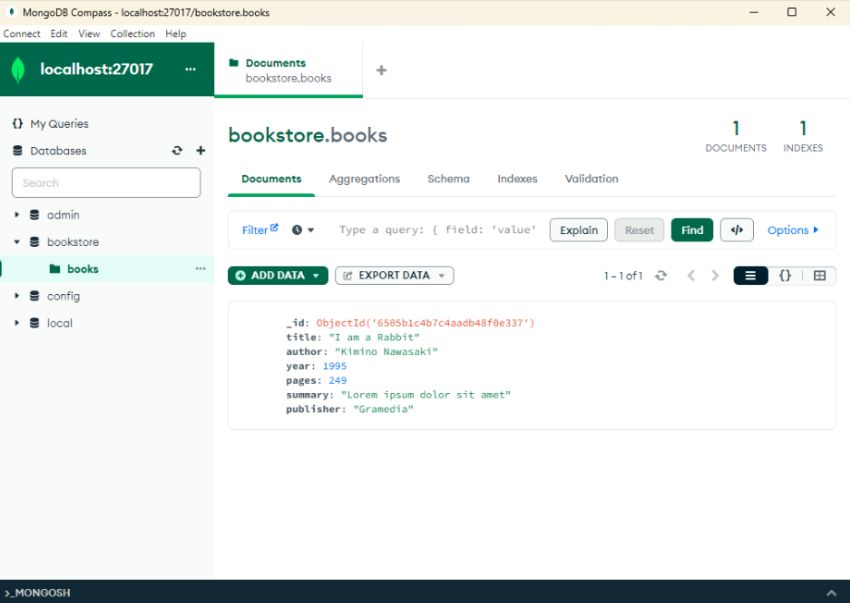 MongoDB Compass - localhost:27017/bookstore.books
Connect Edit View Collection Help
localhost:27017 ...
Documents
bookstore.books
+
{} My Queries
Databases
Search
admin
bookstore
books ...
config
local
bookstore.books
1 DOCUMENTS
1 INDEXES
Documents Aggregations Schema Indexes Validation
Filter Type a query: { field: 'value' Explain Reset Find </> Options
ADD DATA EXPORT DATA 1 - 1 of 1 {}
_id: ObjectId('6505b1c4b7c4aadb48f0e337')
title: "I am a Rabbit"
author: "Kimino Nawasaki"
year: 1995
pages: 249
summary: "Lorem ipsum dolor sit amet"
publisher: "Gramedia"
>_MONGOSH